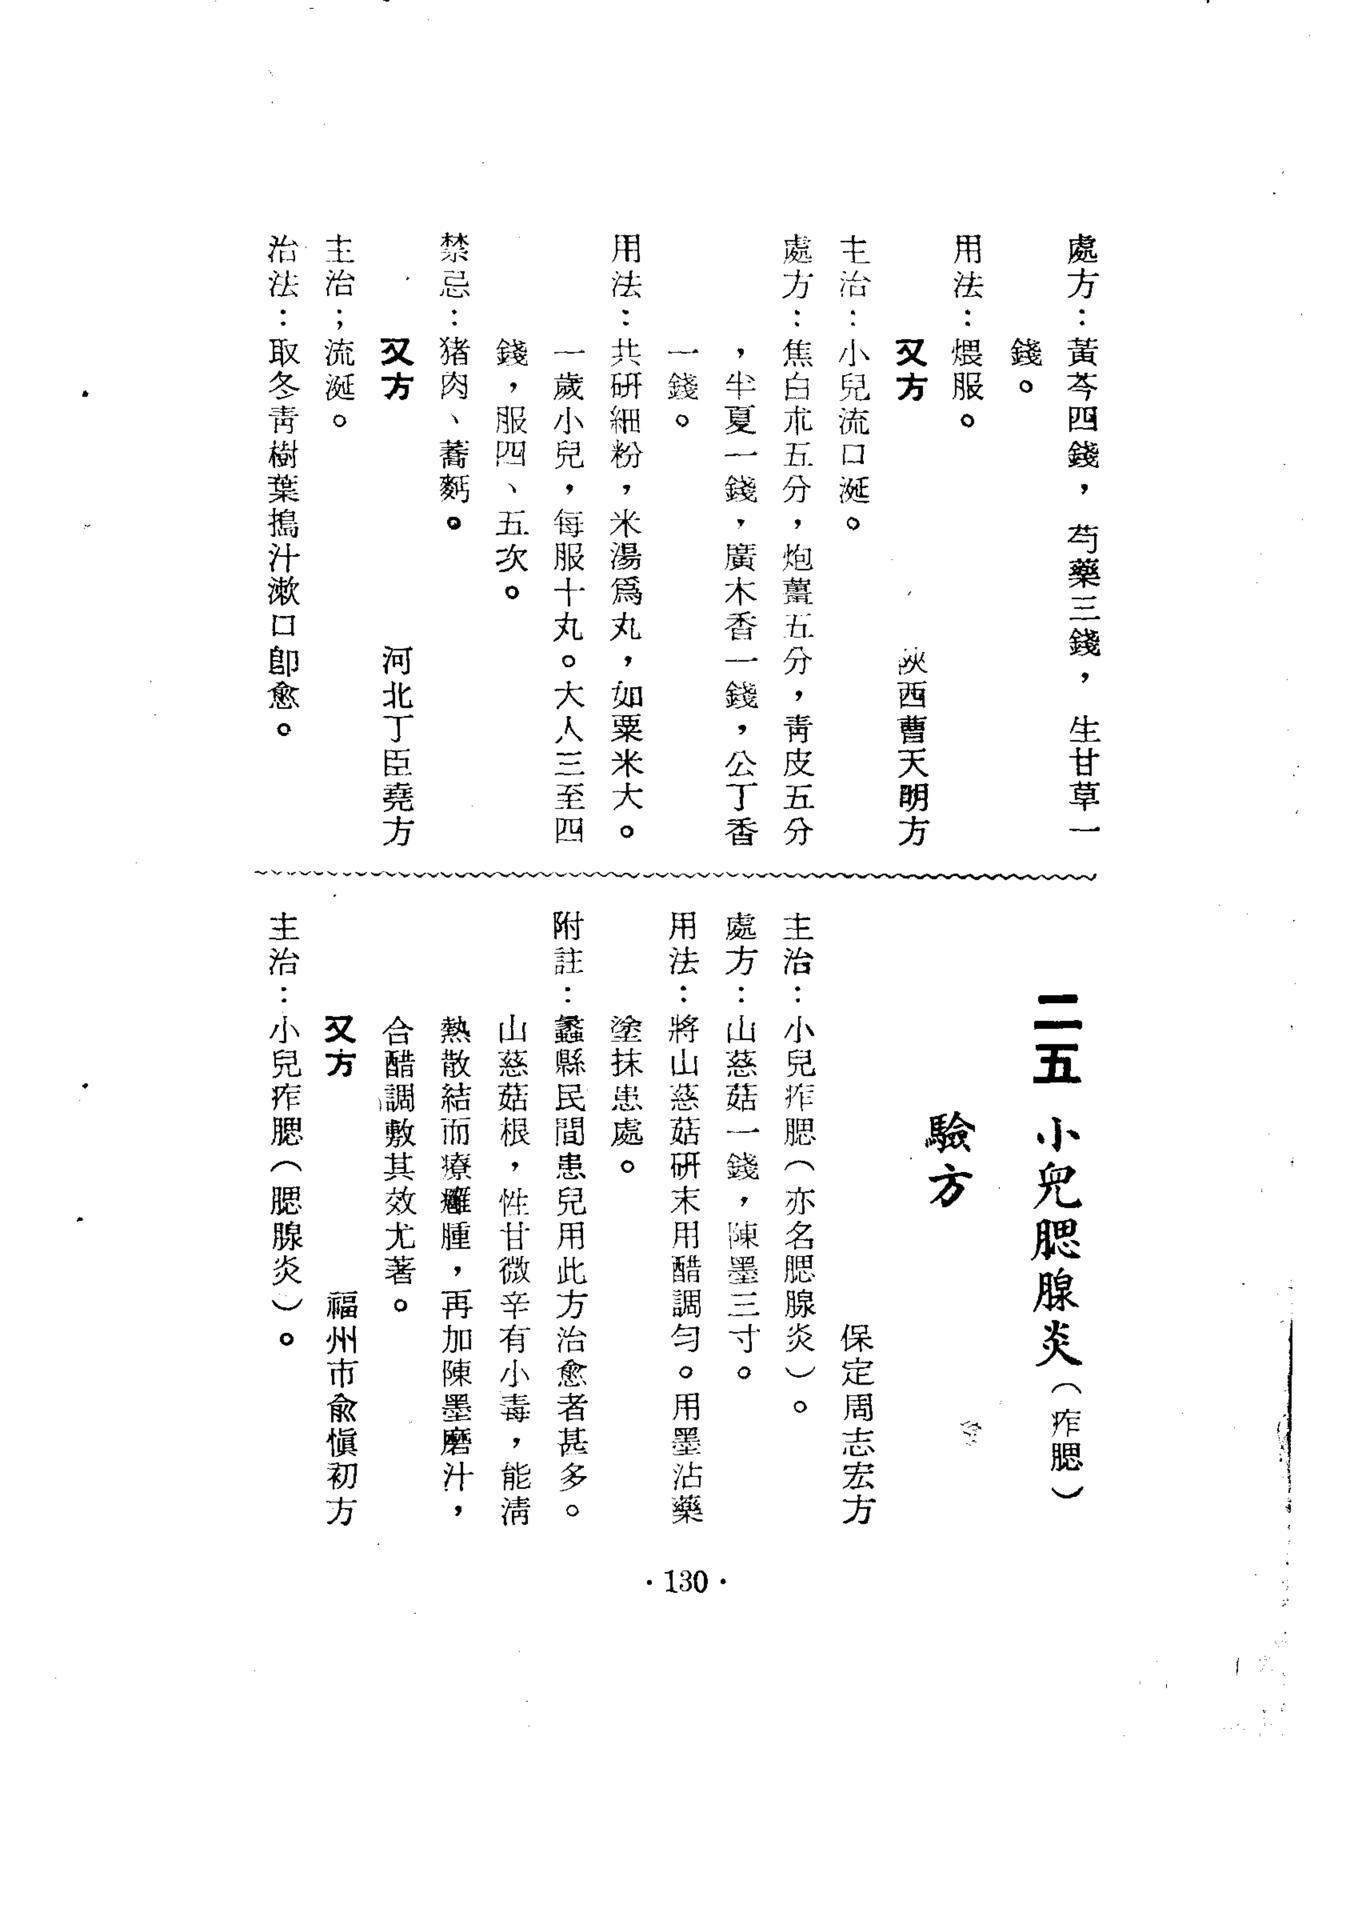 處方：黃芩四錢，芍藥三錢，生甘草一
錢。
用法：煨服。
又方　陝西曹天明方
主治：小兒流口涎。
處方：焦白朮五分，炮薑五分，靑皮五分
，半夏一錢，廣木香一錢，公丁香
一錢。
用法：共研細粉，米湯爲丸，如粟米大。
一歲小兒，每服十丸。大人三至四
錢，服四、五次。
禁忌：猪肉、蕎麪。
又方　河北丁臣堯方
主治；流涎。
治法：取冬靑樹葉搗汁漱口卽愈。
二五　小兒腮腺炎（痄腮）
驗方
保定周志宏方
主治：小兒痄腮（亦名腮腺炎）。
處方：山慈菇一錢，陳墨三寸。
用法：將山慈菇研末用醋調勻。用墨沾藥
塗抹患處。
附註：蠡縣民間患兒用此方治愈者甚多。
山慈菇根，性甘微辛有小毒，能淸
熱散結而療癰腫，再加陳墨磨汁，
合醋調敷其效尤著。
又方　福州市兪愼初方
主治：小兒痄腮（腮腺炎）。
·130·